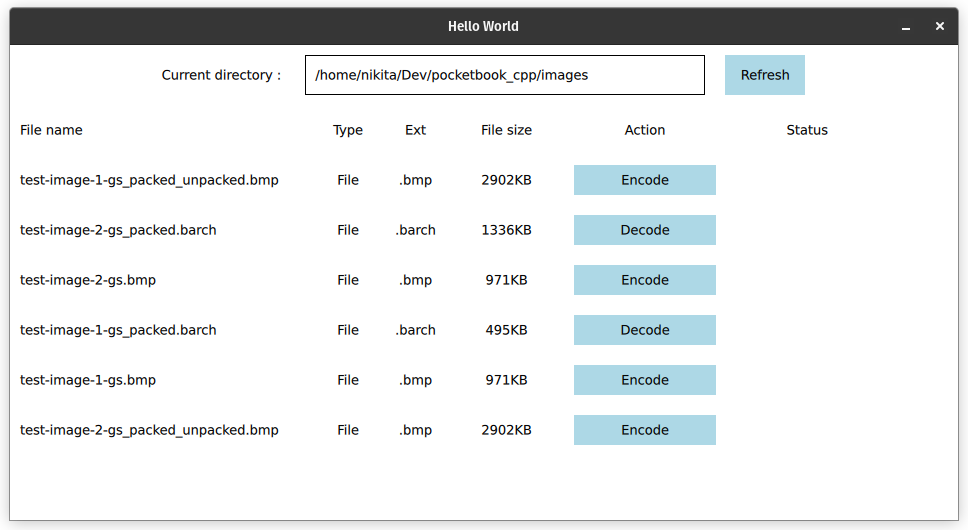 Hello World
Current directory : /home/nikita/Dev/pocketbook_cpp/images Refresh
File name Type Ext File size Action Status
test-image-1-gs_packed_unpacked.bmp File .bmp 2902KB Encode
test-image-2-gs_packed.barch File .barch 1336KB Decode
test-image-2-gs.bmp File .bmp 971KB Encode
test-image-1-gs_packed.barch File .barch 495KB Decode
test-image-1-gs.bmp File .bmp 971KB Encode
test-image-2-gs_packed_unpacked.bmp File .bmp 2902KB Encode